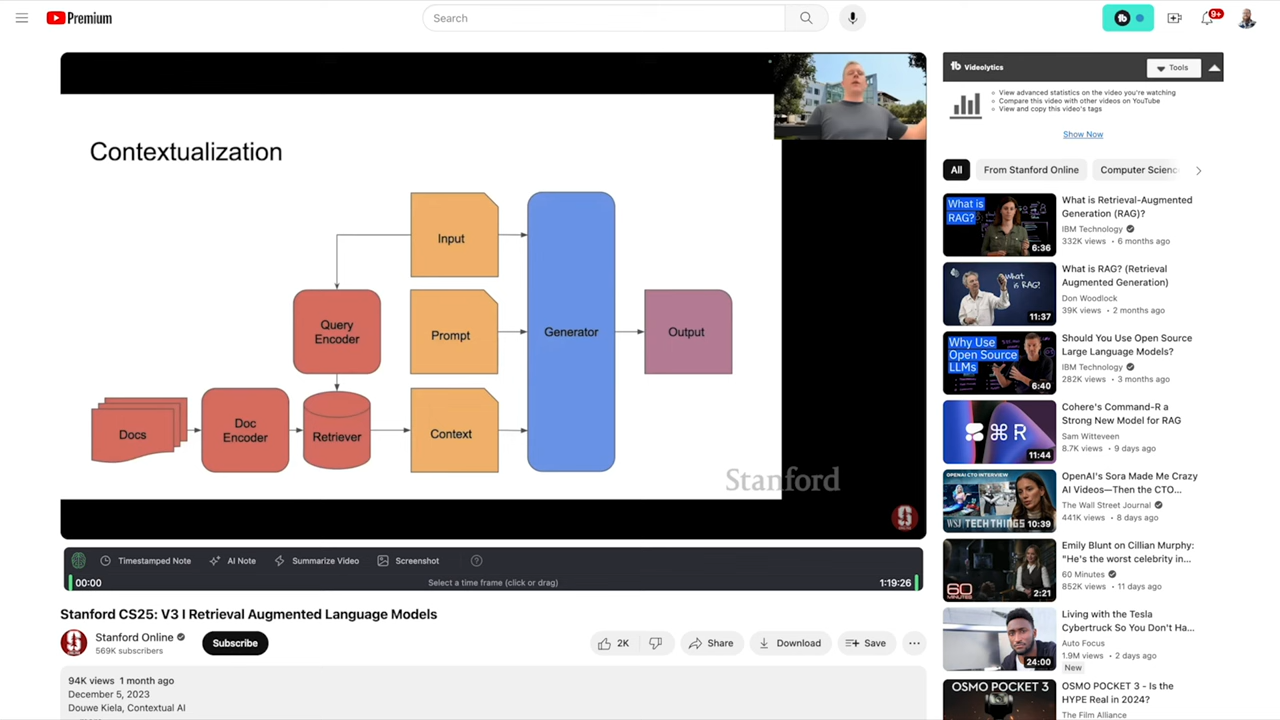 Premium
Search
9+
Contextualization
Input
Query
Encoder
Prompt
Generator
Output
Docs
Doc
Encoder
Retriever
Context
Stanford
Timestamped Note
AI Note
Summarize Video
Screenshot
00:00
Select a time frame (click or drag)
1:19:26
Stanford CS25: V3 I Retrieval Augmented Language Models
Stanford Online
569K subscribers
Subscribe
2K
Share
Download
Save
94K views 1 month ago
December 5, 2023
Douwe Kiela, Contextual AI
Videolytics
Tools
View advanced statistics on the video you're watching
Compare this video with other videos on YouTube
View and copy this video's tags
Show Now
All
From Stanford Online
Computer Scienc
What is
RAG?
6:36
What is Retrieval-Augmented
Generation (RAG)?
IBM Technology
332K views • 6 months ago
What
is RAG?
11:37
What is RAG? (Retrieval
Augmented Generation)
Don Woodlock
39K views • 2 months ago
Why Use
Open Source
LLMs
6:40
Should You Use Open Source
Large Language Models?
IBM Technology
282K views • 3 months ago
R
11:44
Cohere's Command-R a
Strong New Model for RAG
Sam Witteveen
8.7K views • 9 days ago
OPENAI CTO INTERVIEW
WSJ TECH THINGS
10:39
OpenAI's Sora Made Me Crazy
AI Videos—Then the CTO...
The Wall Street Journal
441K views • 8 days ago
60
MINUTES
2:21
Emily Blunt on Cillian Murphy:
"He's the worst celebrity in...
60 Minutes
852K views • 11 days ago
24:00
Living with the Tesla
Cybertruck So You Don't Ha...
Auto Focus
1.9M views • 2 days ago
New
OSMO POCKET 3
OSMO POCKET 3 - Is the
HYPE Real in 2024?
The Film Alliance